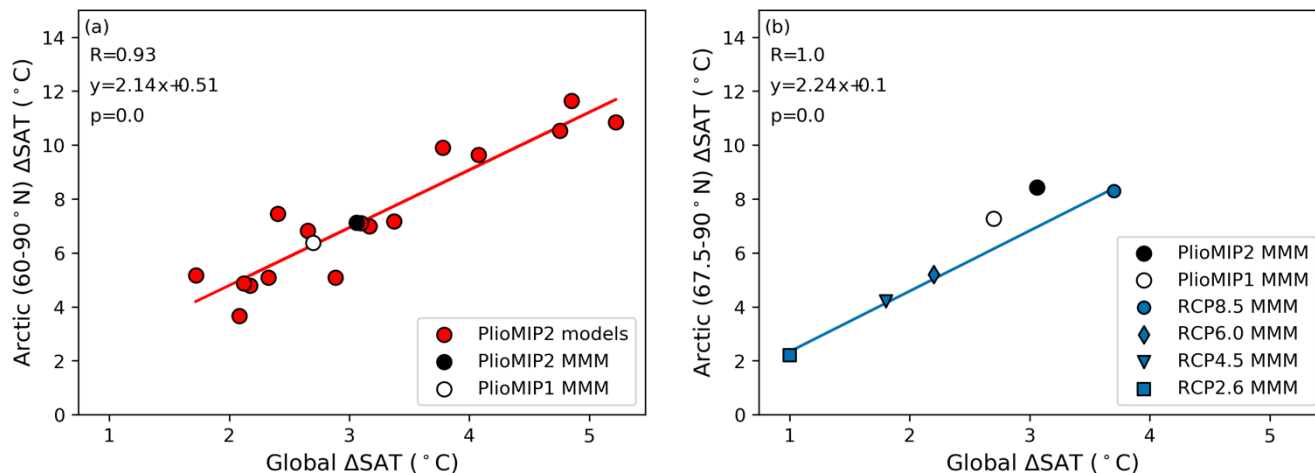 (a)
R=0.93
y=2.14x+0.51
p=0.0
Arctic (60-90°N) ΔSAT (°C)
14
12
10
8
6
4
2
0
PlioMIP2 models
PlioMIP2 MMM
PlioMIP1 MMM
1 2 3 4 5
Global ΔSAT (°C)
(b)
R=1.0
y=2.24x+0.1
p=0.0
Arctic (67.5-90°N) ΔSAT (°C)
14
12
10
8
6
4
2
0
PlioMIP2 MMM
PlioMIP1 MMM
RCP8.5 MMM
RCP6.0 MMM
RCP4.5 MMM
RCP2.6 MMM
1 2 3 4 5
Global ΔSAT (°C)